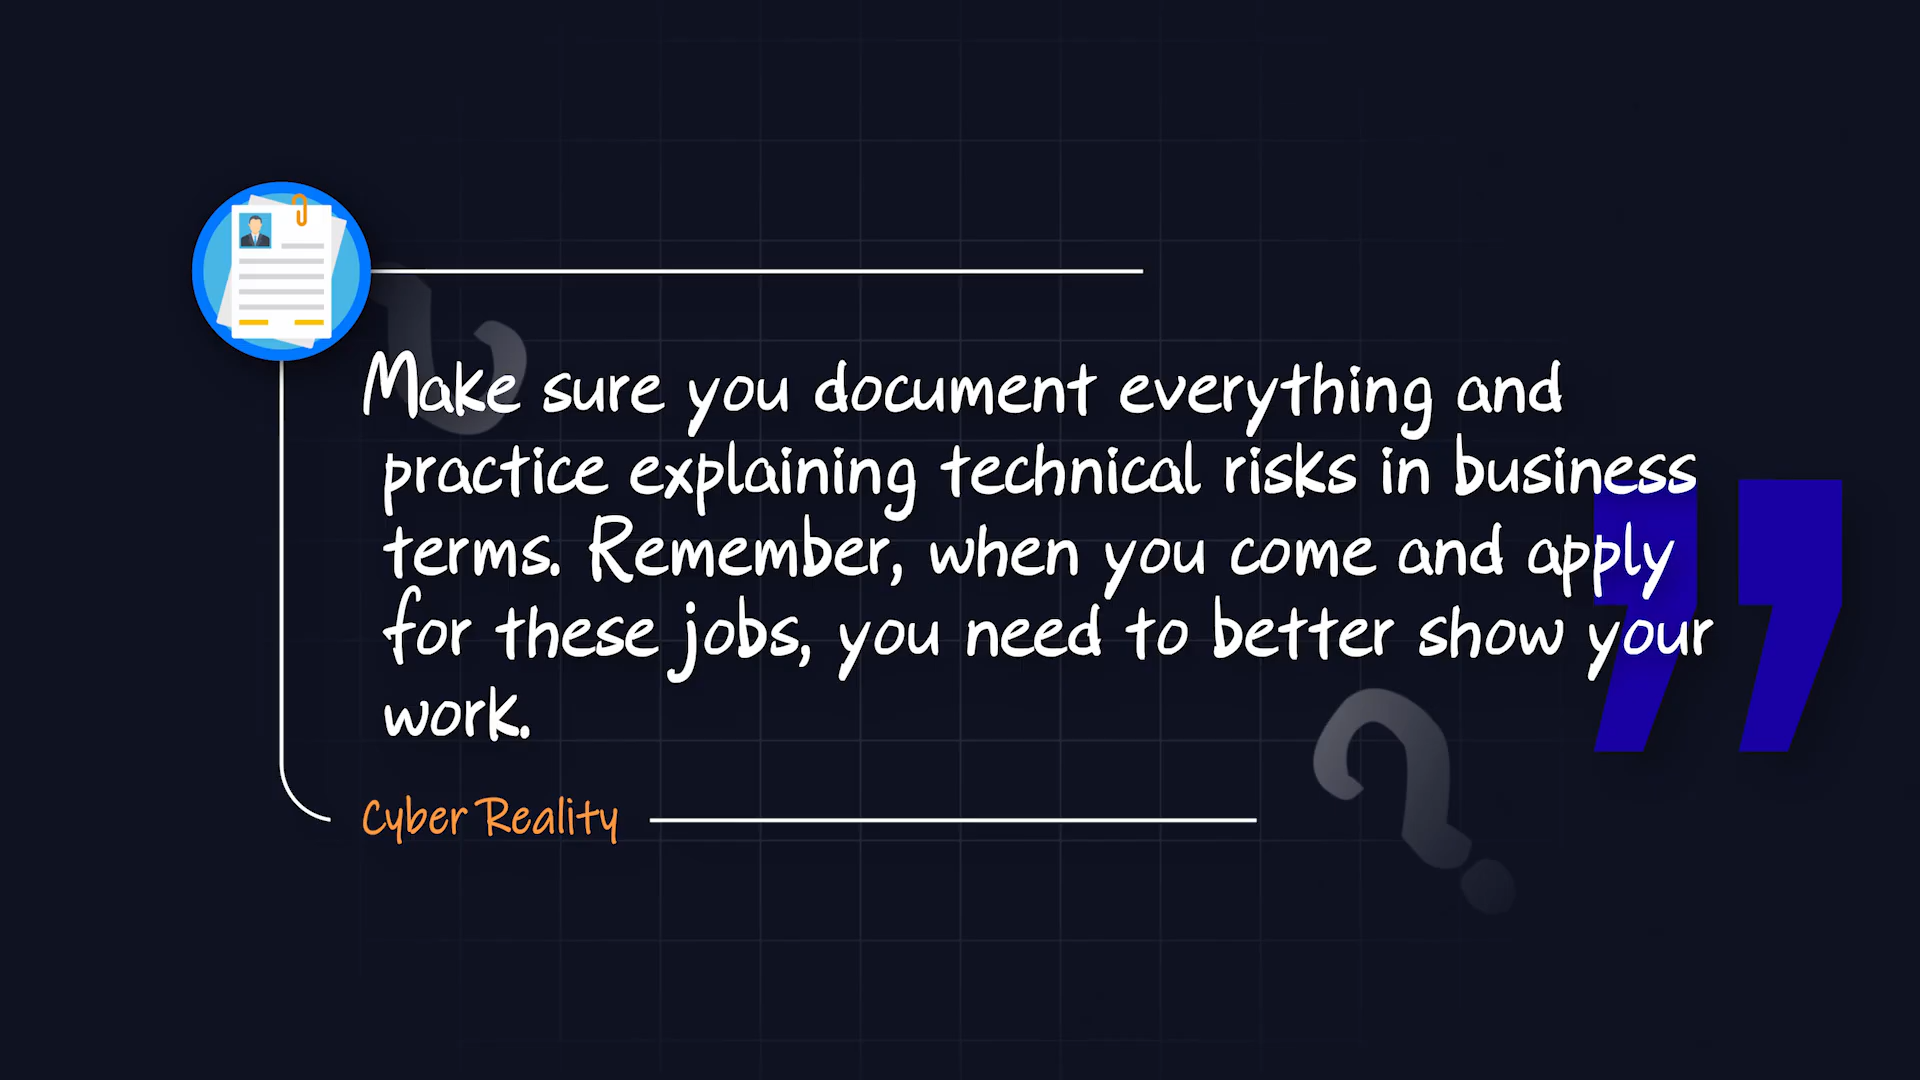 Make sure you document everything and
practice explaining technical risks in business
terms. Remember, when you come and apply
for these jobs, you need to better show your
work.
Cyber Reality